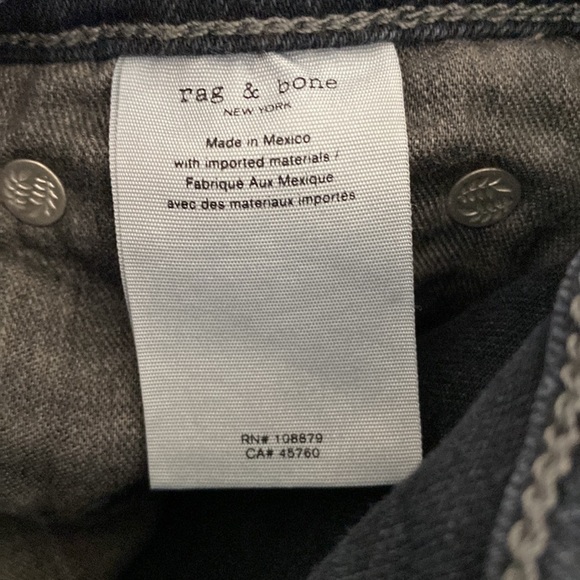 rag & bone
NEW YORK
Made in Mexico
with imported materials /
Fabriqué Aux Mexique
avec des materiaux importés
RN# 108879
CA# 45760